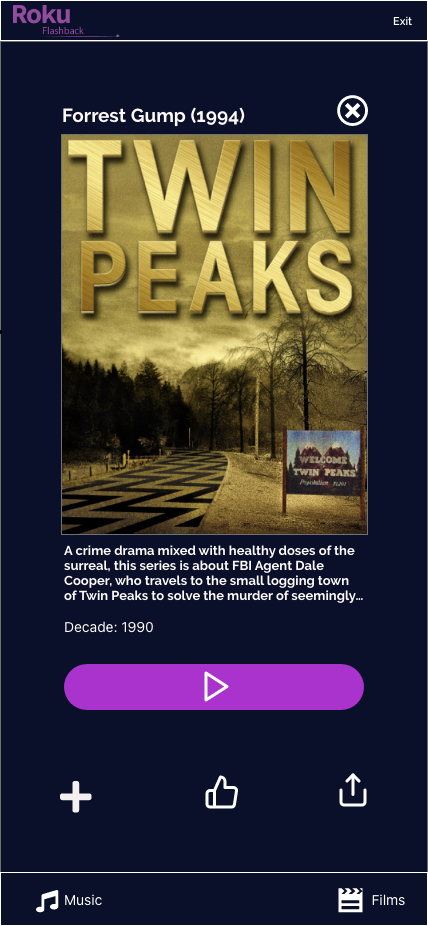 Roku
Flashback
Exit
Forrest Gump (1994)
TWIN
PEAKS
WELCOME
TO
TWIN PEAKS
Population
A crime drama mixed with healthy doses of the
surreal, this series is about FBI Agent Dale
Cooper, who travels to the small logging town
of Twin Peaks to solve the murder of seemingly...
Decade: 1990
Music
Films